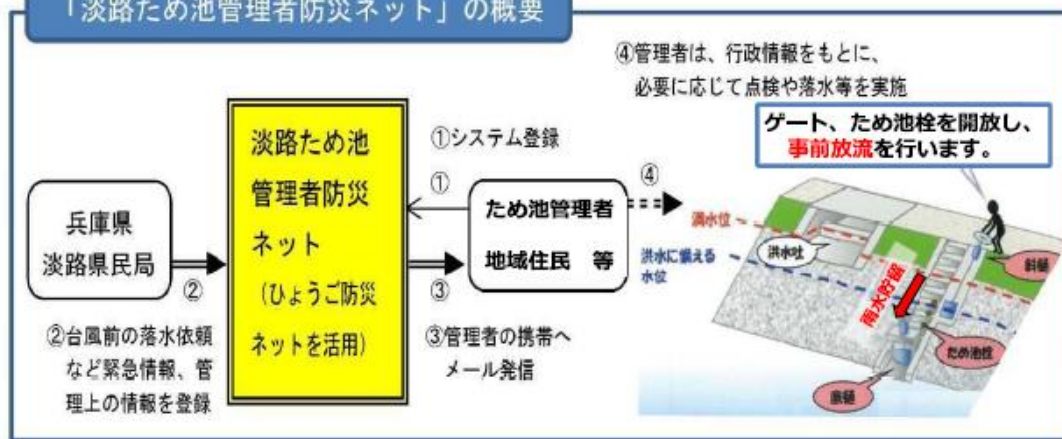 「淡路ため池管理者防災ネット」の概要
④管理者は、行政情報をもとに、
必要に応じて点検や落水等を実施
ゲート、ため池栓を開放し、
事前放流を行います。
兵庫県
淡路県民局
②
②台風前の落水依頼
など緊急情報、管
理上の情報を登録
淡路ため池
管理者防災
ネット
（ひょうご防災
ネットを活用）
①システム登録
①
③
③管理者の携帯へ
メール発信
ため池管理者
地域住民　等
④
満水位
洪水に備える
水位
洪水吐
雨水貯留
斜樋
ため池栓
底樋